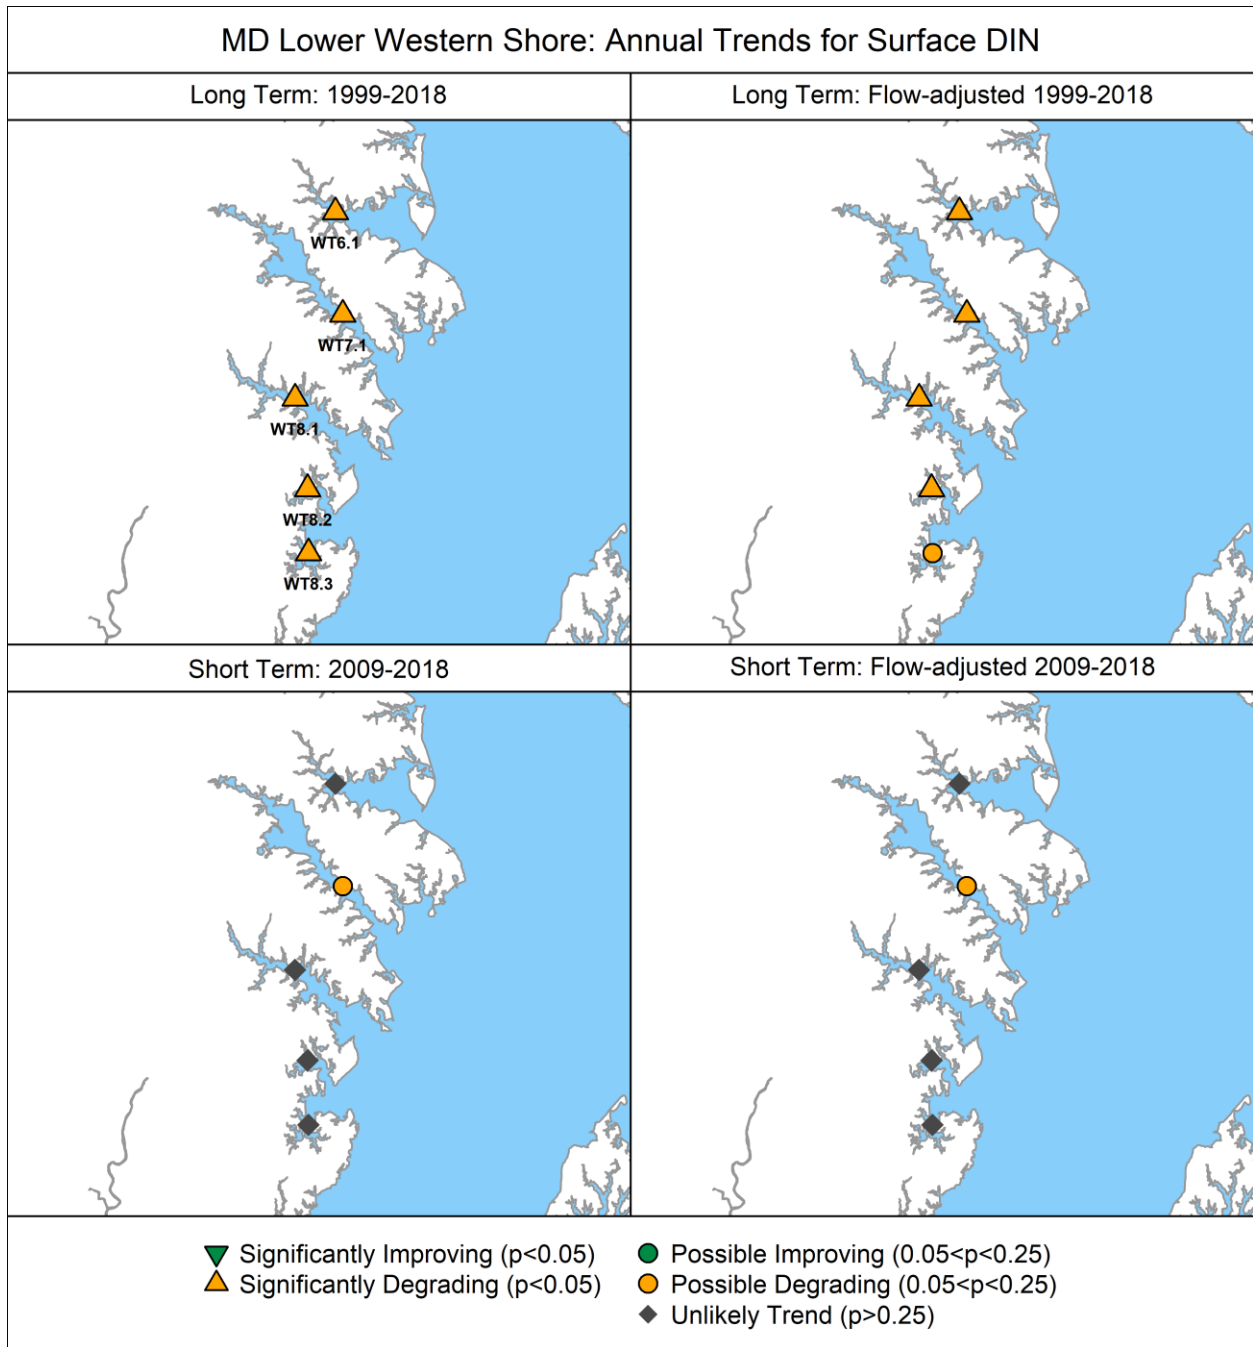 MD Lower Western Shore: Annual Trends for Surface DIN
Long Term: 1999-2018
Long Term: Flow-adjusted 1999-2018
WT6.1
WT7.1
WT8.1
WT8.2
WT8.3
Short Term: 2009-2018
Short Term: Flow-adjusted 2009-2018
Significantly Improving (p<0.05)
Possible Improving (0.05<p<0.25)
Significantly Degrading (p<0.05)
Possible Degrading (0.05<p<0.25)
Unlikely Trend (p>0.25)